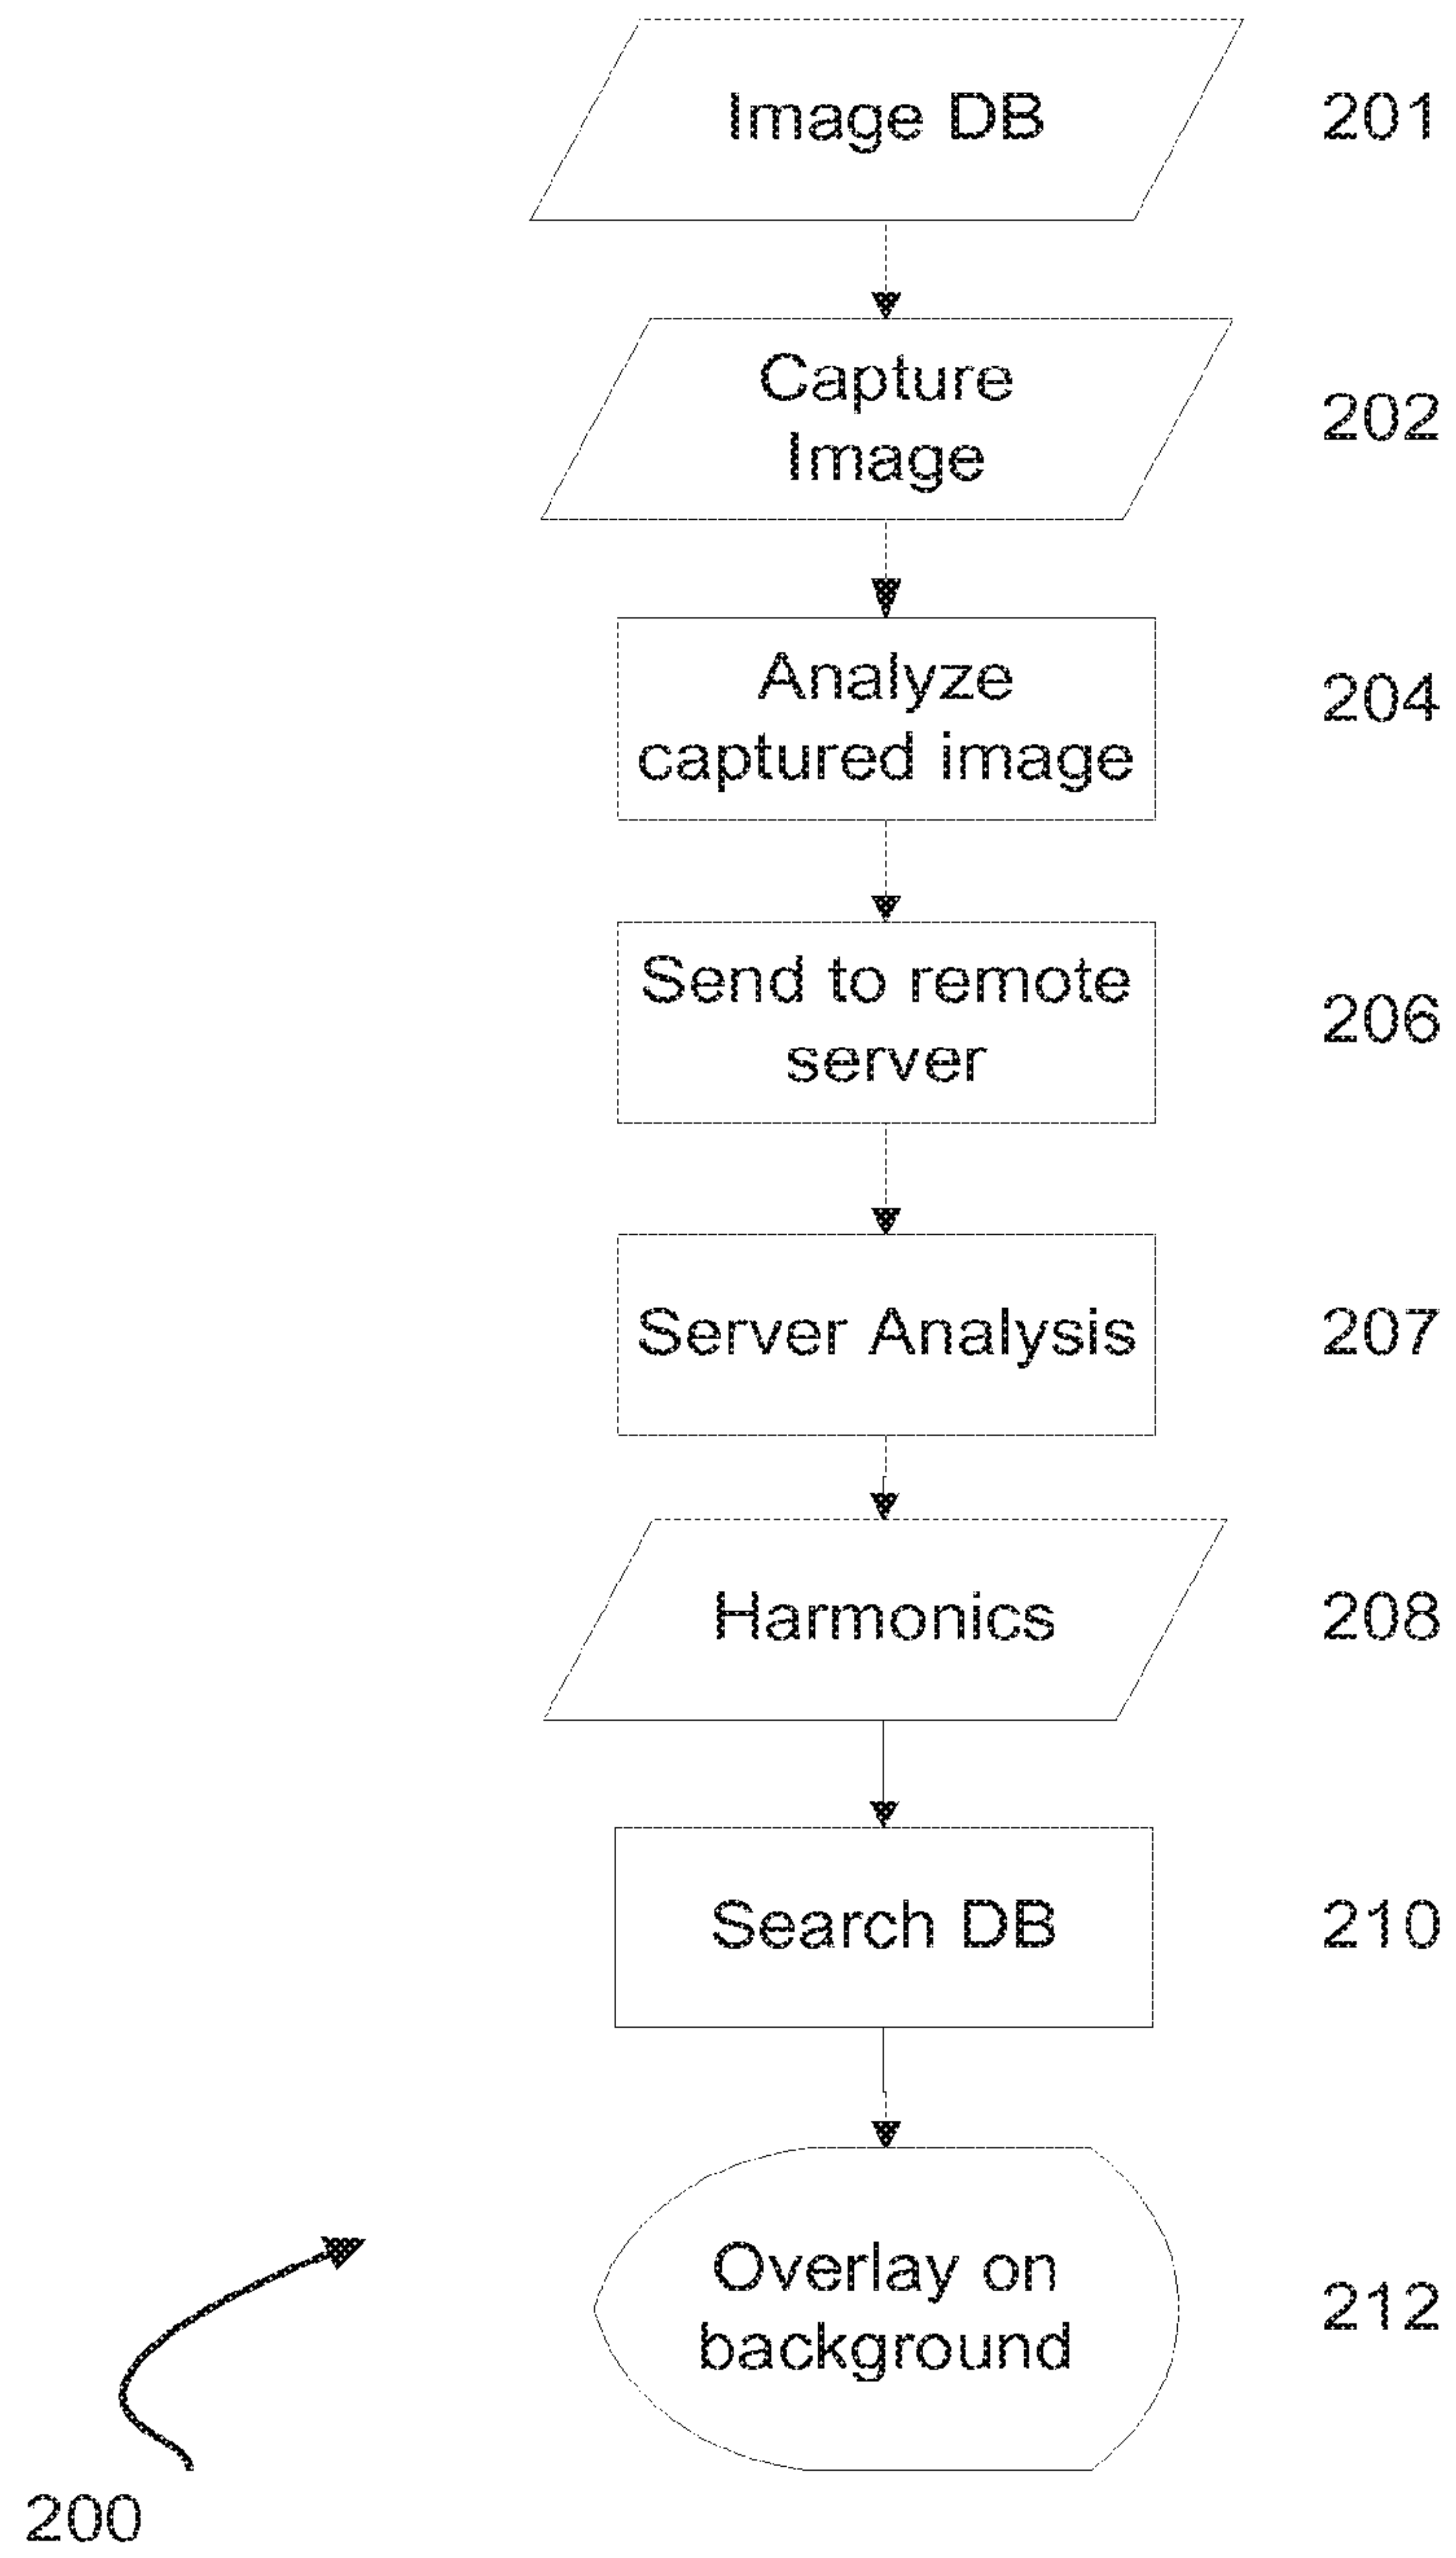 Image DB
201
Capture
Image
202
Analyze
captured image
204
Send to remote
server
206
Server Analysis
207
Harmonics
208
Search DB
210
Overlay on
background
212
200